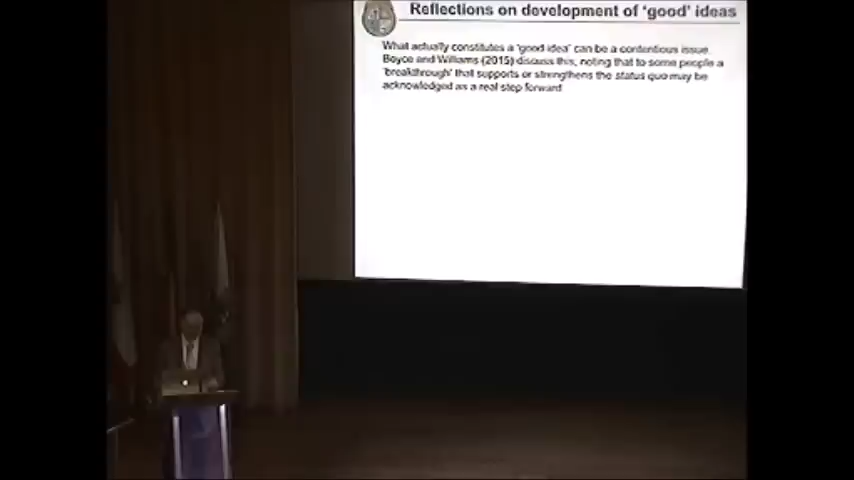 Reflections on development of 'good' ideas
What actually constitutes a 'good idea' can be a contentious issue.
Boyce and Williams (2015) discuss this, noting that to some people a
'breakthrough' that supports or strengthens the status quo may be
acknowledged as a real step forward